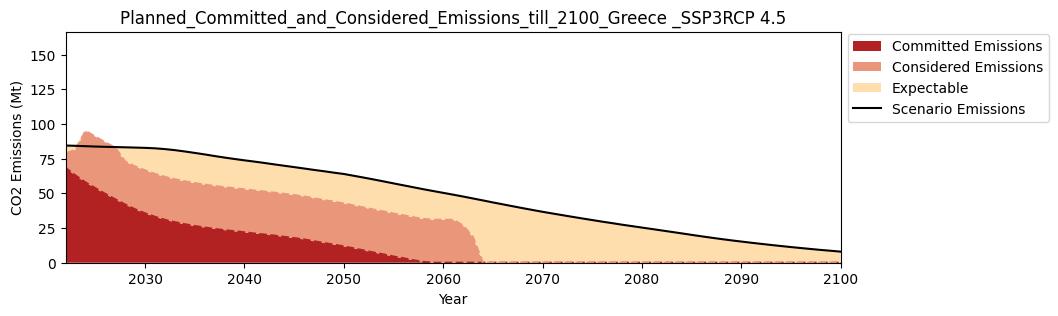 Planned_Committed_and_Considered_Emissions_till_2100_Greece _SSP3RCP 4.5
CO2 Emissions (Mt)
150
125
100
75
50
25
0
2030 2040 2050 2060 2070 2080 2090 2100
Year
Committed Emissions
Considered Emissions
Expectable
Scenario Emissions